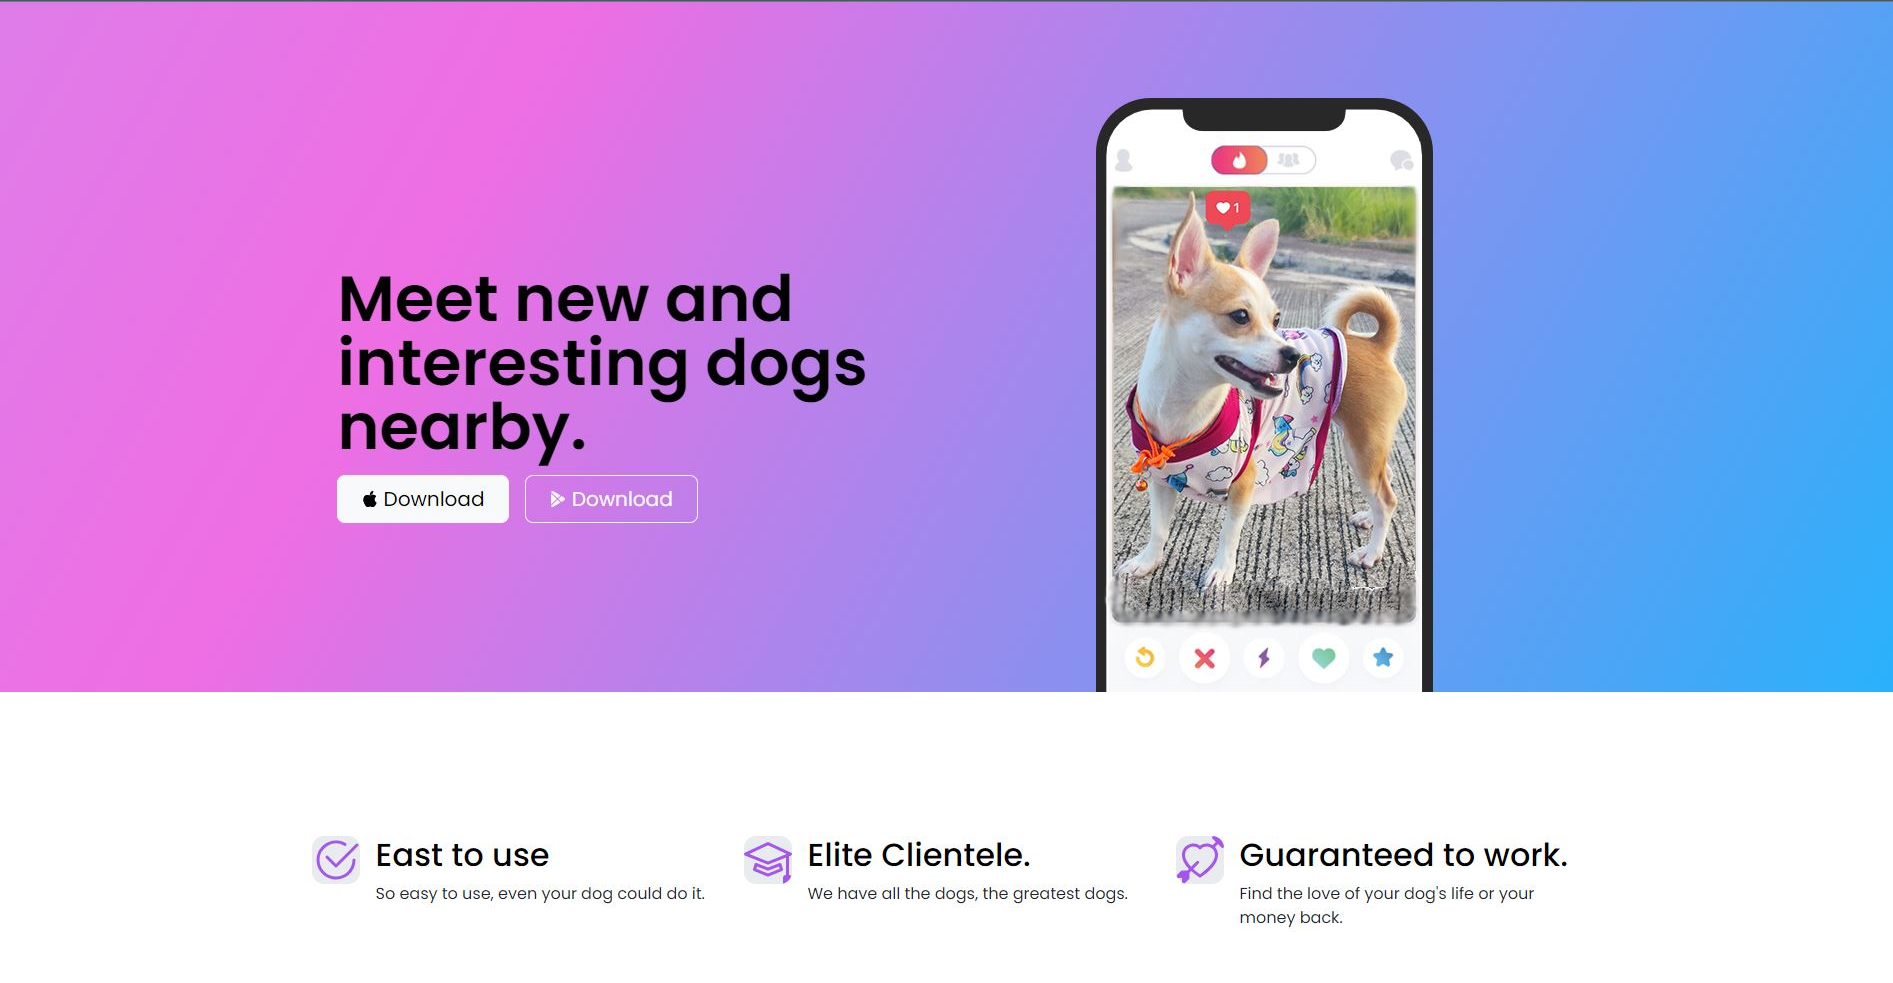 1
Meet new and
interesting dogs
nearby.
Download
Download
East to use
So easy to use, even your dog could do it.
Elite Clientele.
We have all the dogs, the greatest dogs.
Guaranteed to work.
Find the love of your dog's life or your
money back.